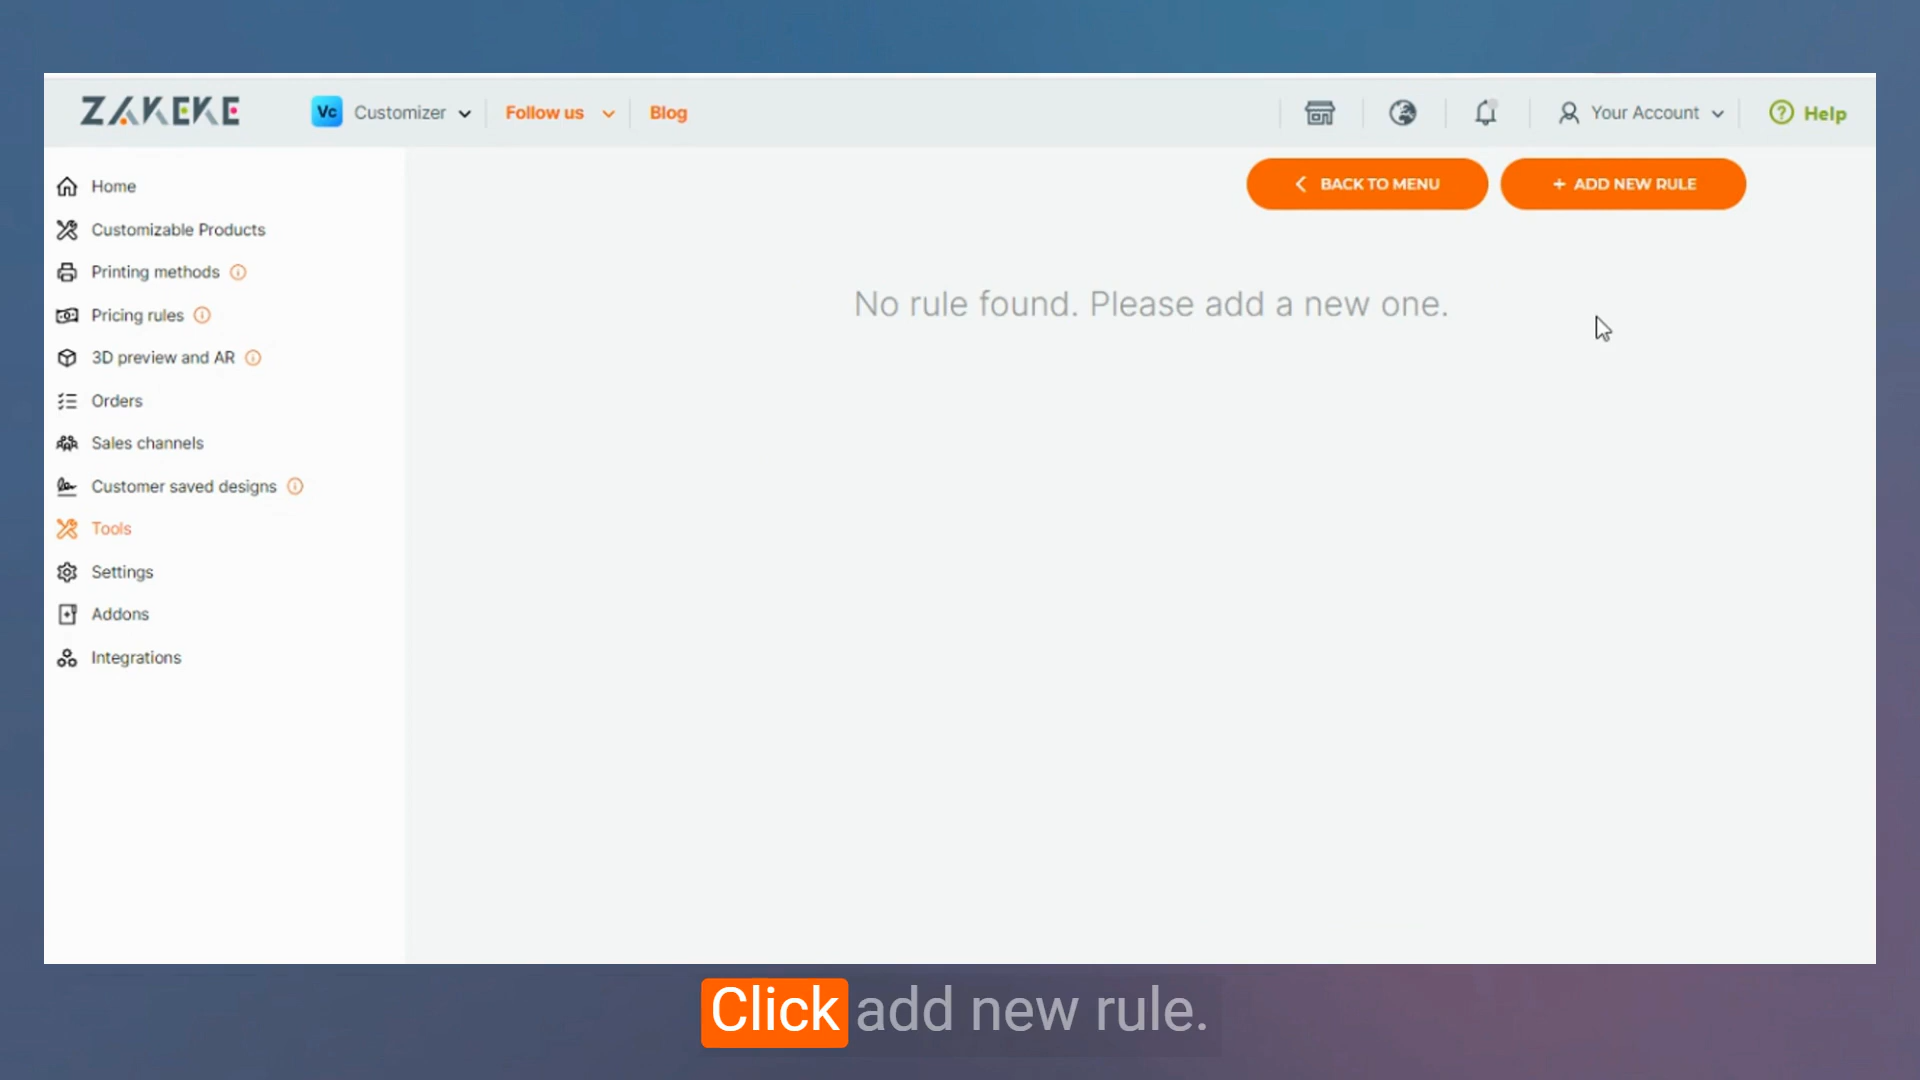 ZAKEKE
Vc Customizer
Follow us
Blog
Your Account
Help
BACK TO MENU
+ ADD NEW RULE
Home
Customizable Products
Printing methods
Pricing rules
3D preview and AR
Orders
Sales channels
Customer saved designs
Tools
Settings
Addons
Integrations
No rule found. Please add a new one.
Click add new rule.